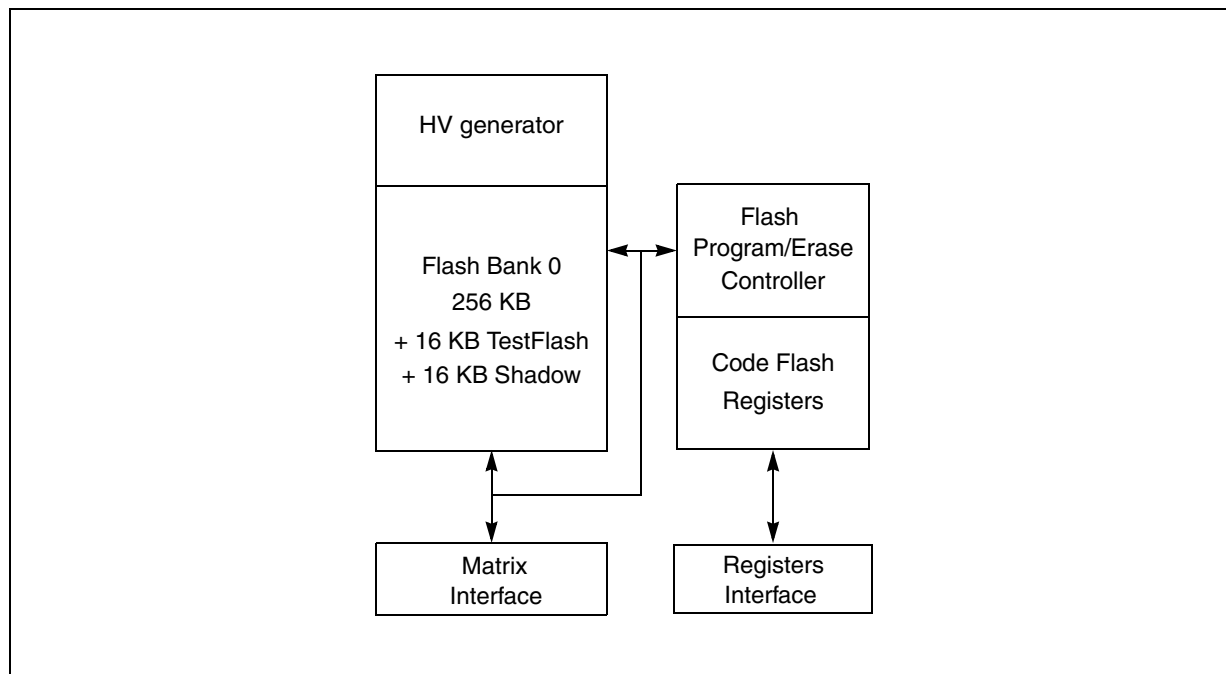 HV generator
Flash Bank 0
256 KB
+ 16 KB TestFlash
+ 16 KB Shadow
Flash
Program/Erase
Controller
Code Flash
Registers
Matrix
Interface
Registers
Interface